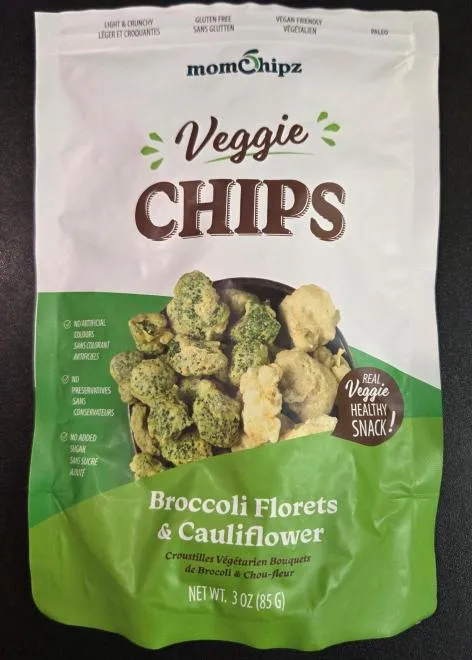 LIGHT & CRUNCHY
LÉGER ET CROQUANTES
GLUTEN FREE
SANS GLUTTEN
VEGAN FRIENDLY
VÉGÉTALIEN
PALEO
momChipz
Veggie
CHIPS
NO ARTIFICIAL
COLOURS
SANS COLORANT
ARTIFICIELS
NO
PRESERVATIVES
SANS
CONSERVATEURS
NO ADDED
SUGAR
SANS SUCRE
AJOUTÉ
REAL
Veggie
HEALTHY
SNACK!
Broccoli Florets
& Cauliflower
Croustilles Végétarien Bouquets
de Brocoli & Chou-fleur
NET WT. 3 OZ (85 G)